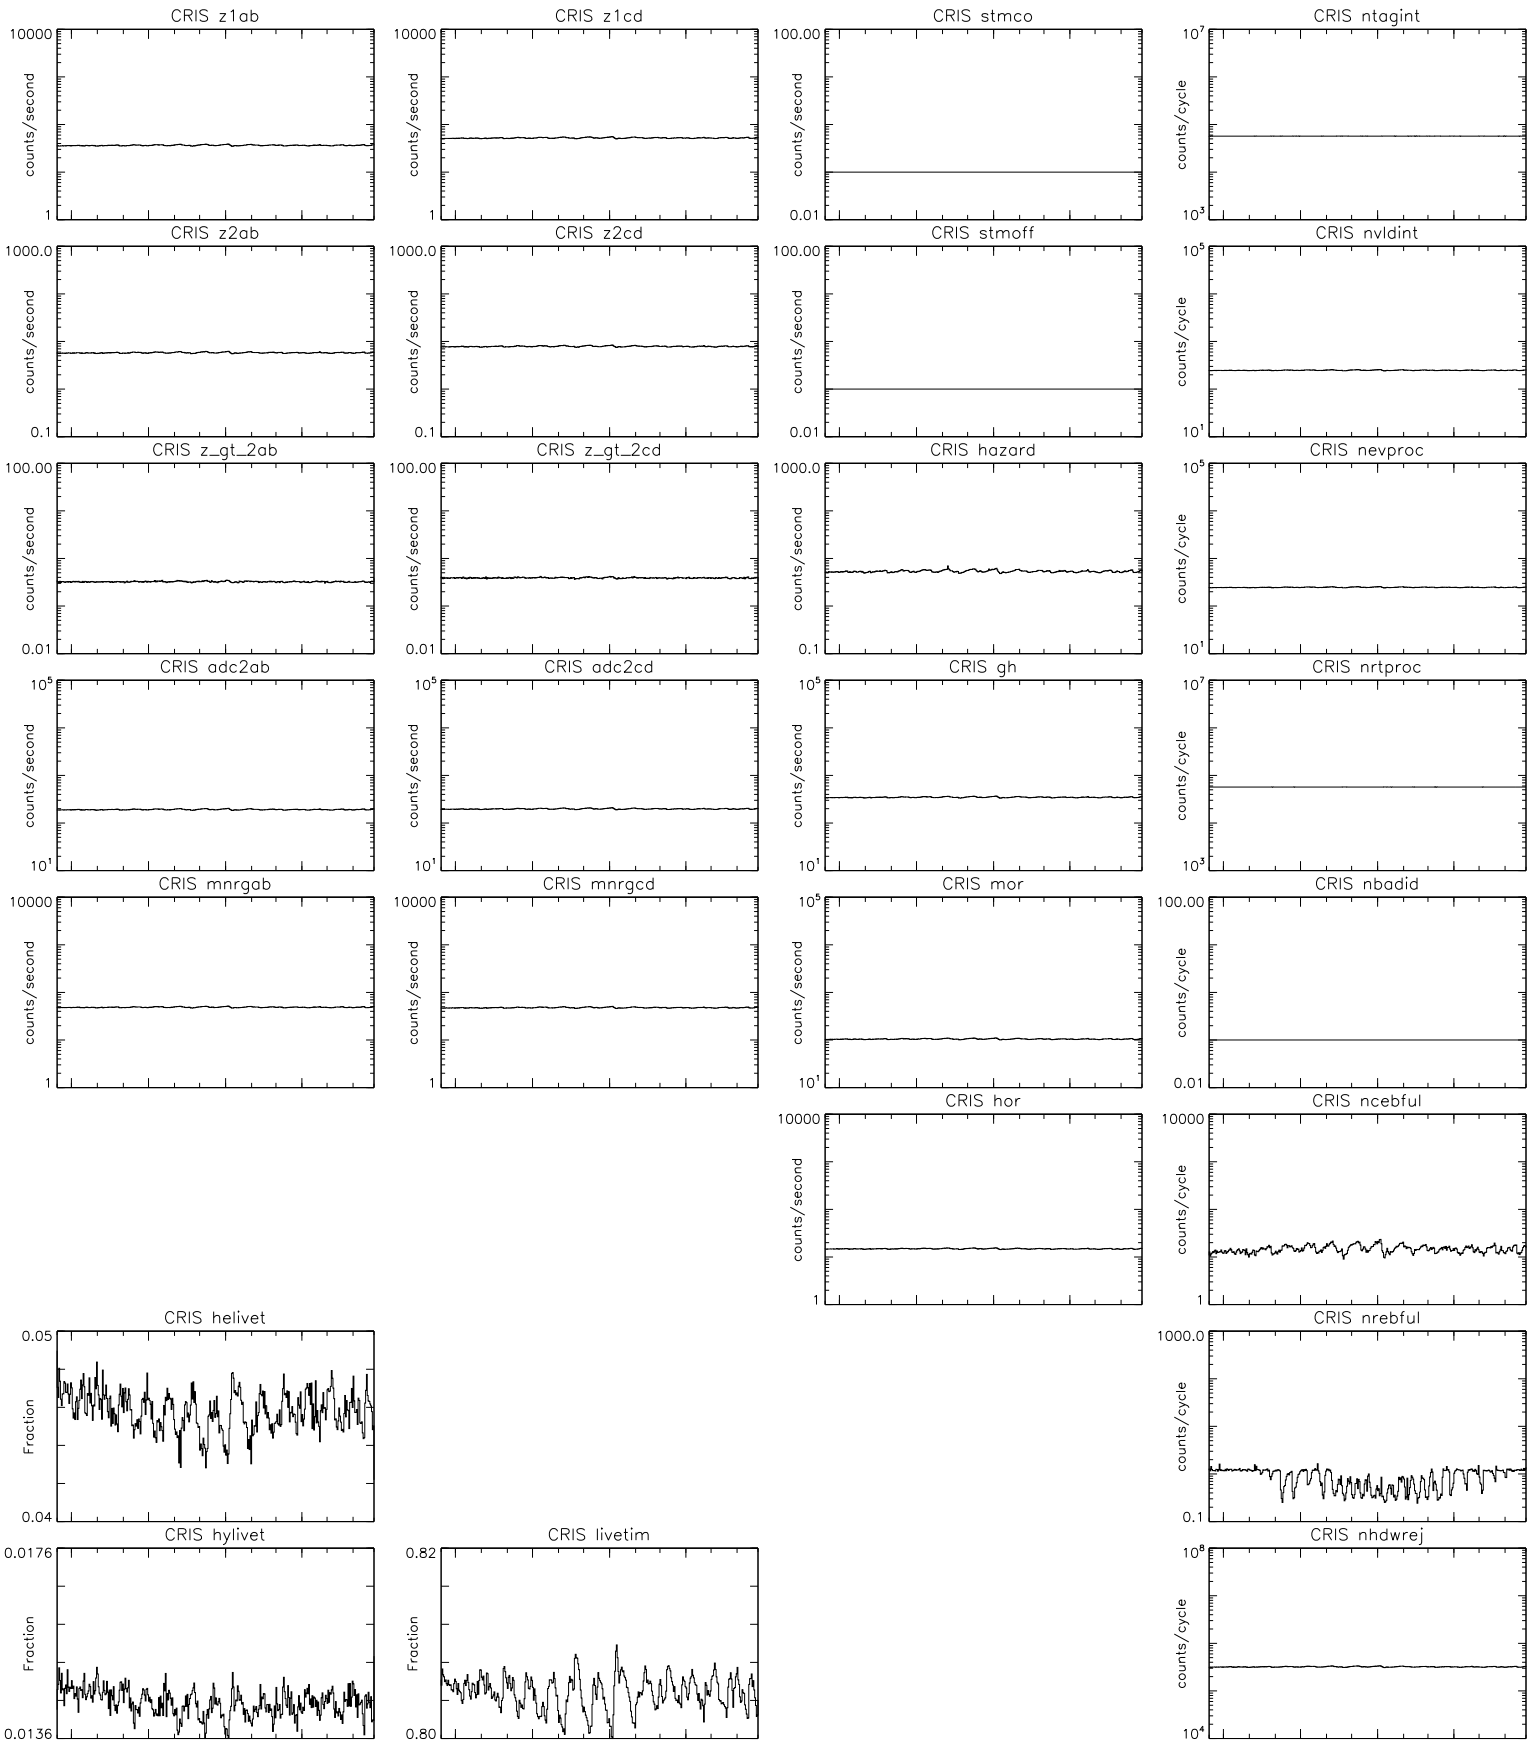 CRIS z1ab
10000
counts/second
1
CRIS z1cd
10000
counts/second
1
CRIS stmco
100.00
counts/second
0.01
CRIS ntagint
10^7
counts/cycle
10^3
CRIS z2ab
1000.0
counts/second
0.1
CRIS z2cd
1000.0
counts/second
0.1
CRIS stmoff
100.00
counts/second
0.01
CRIS nvldint
10^5
counts/cycle
10^1
CRIS z_gt_2ab
100.00
counts/second
0.01
CRIS z_gt_2cd
100.00
counts/second
0.01
CRIS hazard
1000.0
counts/second
0.1
CRIS nevproc
10^5
counts/cycle
10^1
CRIS adc2ab
10^5
counts/second
10^1
CRIS adc2cd
10^5
counts/second
10^1
CRIS gh
10^5
counts/second
10^1
CRIS nrtproc
10^7
counts/cycle
10^3
CRIS mnrgab
10000
counts/second
1
CRIS mnrgcd
10000
counts/second
1
CRIS mor
10^5
counts/second
10^1
CRIS nbadid
100.00
counts/cycle
0.01
CRIS hor
10000
counts/second
1
CRIS ncebful
10000
counts/cycle
1
CRIS helivet
0.05
Fraction
0.04
CRIS nrebful
1000.0
counts/cycle
0.1
CRIS hylivet
0.0176
Fraction
0.0136
CRIS livetim
0.82
Fraction
0.80
CRIS nhdwrej
10^8
counts/cycle
10^4